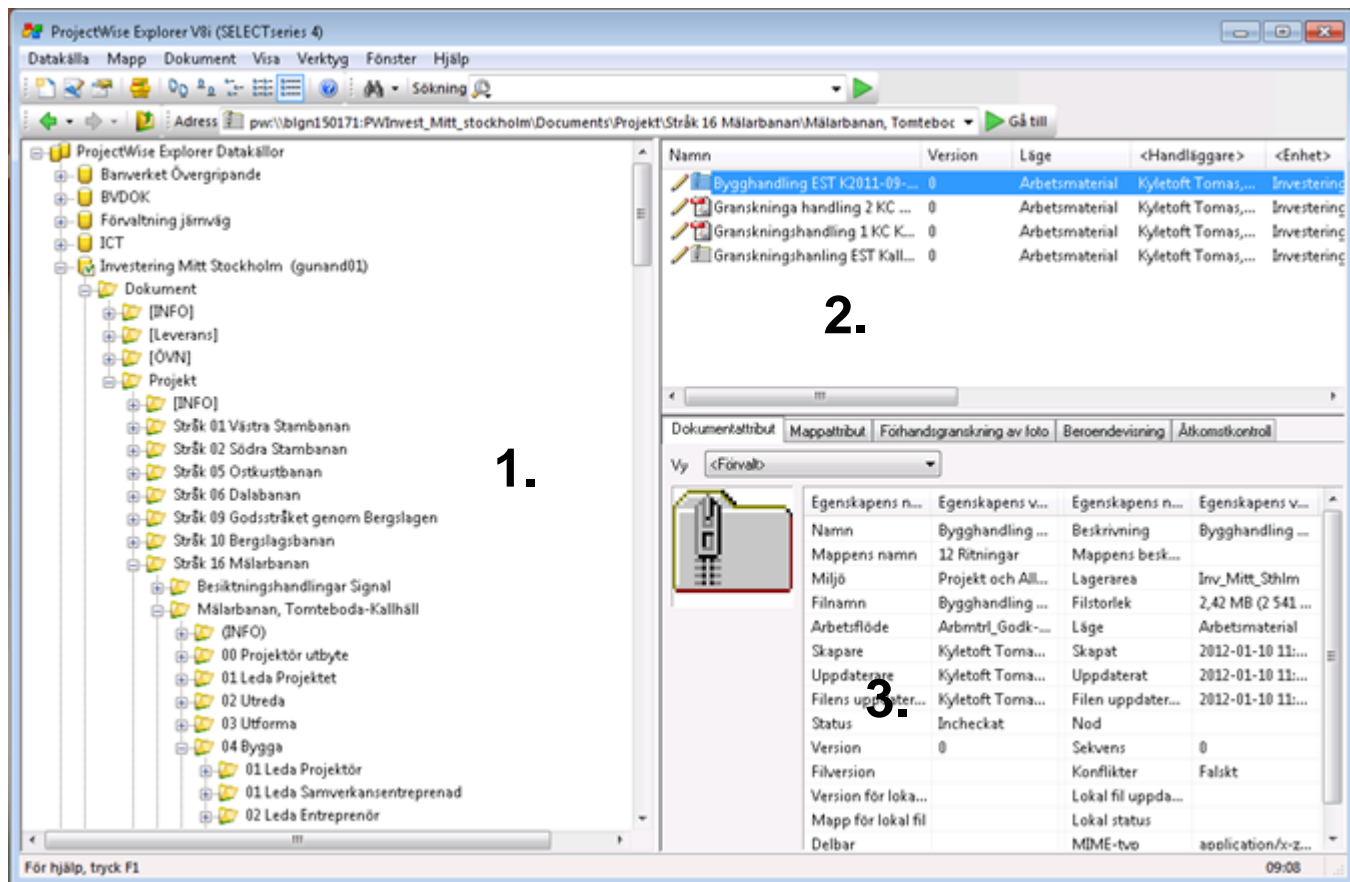 ProjectWise Explorer V8i (SELECTseries 4)
Datakälla Mapp Dokument Visa Verktyg Fönster Hjälp
Sökning
Adress pw:\\blgn150171:PWInvest_Mitt_stockholm\Documents\Projekt\Stråk 16 Mälarbanan\Mälarbanan, Tomteboc Gå till
ProjectWise Explorer Datakällor
Banverket Övergripande
BVDOK
Förvaltning järnväg
ICT
Investering Mitt Stockholm (gunand01)
Dokument
[INFO]
[Leverans]
[ÖVN]
Projekt
[INFO]
Stråk 01 Västra Stambanan
Stråk 02 Södra Stambanan
Stråk 05 Ostkustbanan
Stråk 06 Dalabanan
Stråk 09 Godsstråket genom Bergslagen
Stråk 10 Bergslagsbanan
Stråk 16 Mälarbanan
Besiktningshandlingar Signal
Mälarbanan, Tomteboda-Kallhäll
(INFO)
00 Projektör utbyte
01 Leda Projektet
02 Utreda
03 Utforma
04 Bygga
01 Leda Projektör
01 Leda Samverkansentreprenad
02 Leda Entreprenör
1.
Namn Version Läge <Handläggare> <Enhet>
Bygghandling EST K2011-09-... 0 Arbetsmaterial Kyletoft Tomas,... Investering
Granskninga handling 2 KC ... 0 Arbetsmaterial Kyletoft Tomas,... Investering
Granskningshandling 1 KC K... 0 Arbetsmaterial Kyletoft Tomas,... Investering
Granskningshanling EST Kall... 0 Arbetsmaterial Kyletoft Tomas,... Investering
2.
Dokumentattribut Mappattribut Förhandsgranskning av foto Beroendevisning Åtkomstkontroll
Vy <Förvalt>
Egenskapens n... Egenskapens v... Egenskapens n... Egenskapens v...
Namn Bygghandling ... Beskrivning Bygghandling ...
Mappens namn 12 Ritningar Mappens besk...
Miljö Projekt och All... Lagerarea Inv_Mitt_Sthlm
Filnamn Bygghandling ... Filstorlek 2,42 MB (2 541 ...
Arbetsflöde Arbmtrl_Godk-... Läge Arbetsmaterial
Skapare Kyletoft Toma... Skapat 2012-01-10 11:...
Uppdaterare Kyletoft Toma... Uppdaterat 2012-01-10 11:...
Filens uppdater... Kyletoft Toma... Filen uppdater... 2012-01-10 11:...
3.
Status Incheckat Nod
Version 0 Sekvens 0
Filversion Konflikter Falskt
Version för loka... Lokal fil uppda...
Mapp för lokal fil Lokal status
Delbar MIME-typ application/x-z...
För hjälp, tryck F1 09:08